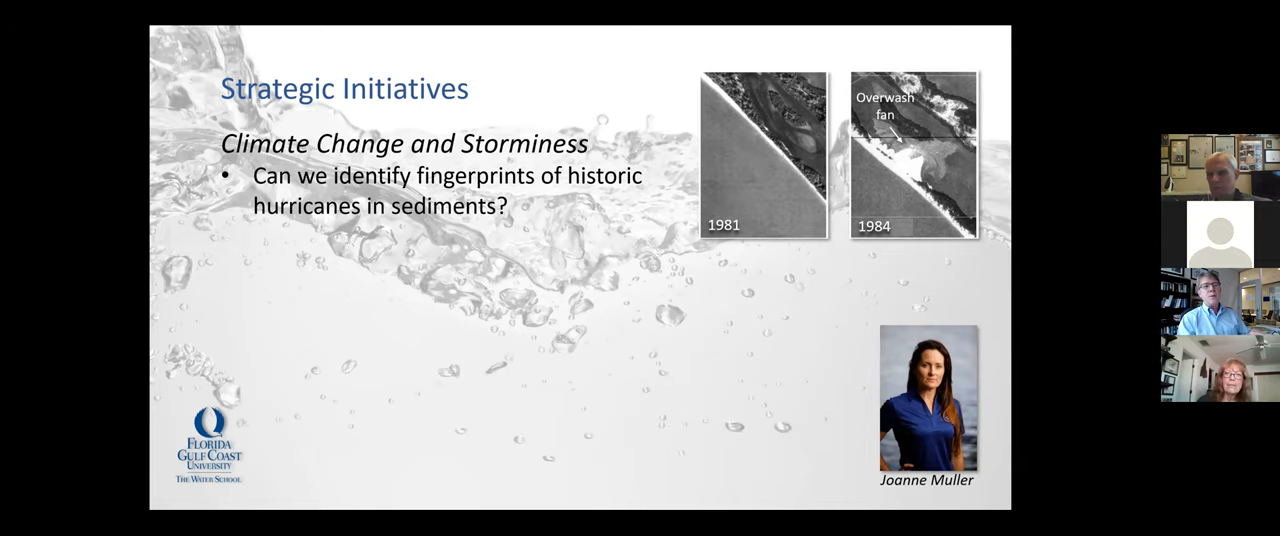 Strategic Initiatives
Climate Change and Storminess
• Can we identify fingerprints of historic
hurricanes in sediments?
1981
Overwash
fan
1984
FLORIDA
GULF COAST
UNIVERSITY
THE WATER SCHOOL
Joanne Muller